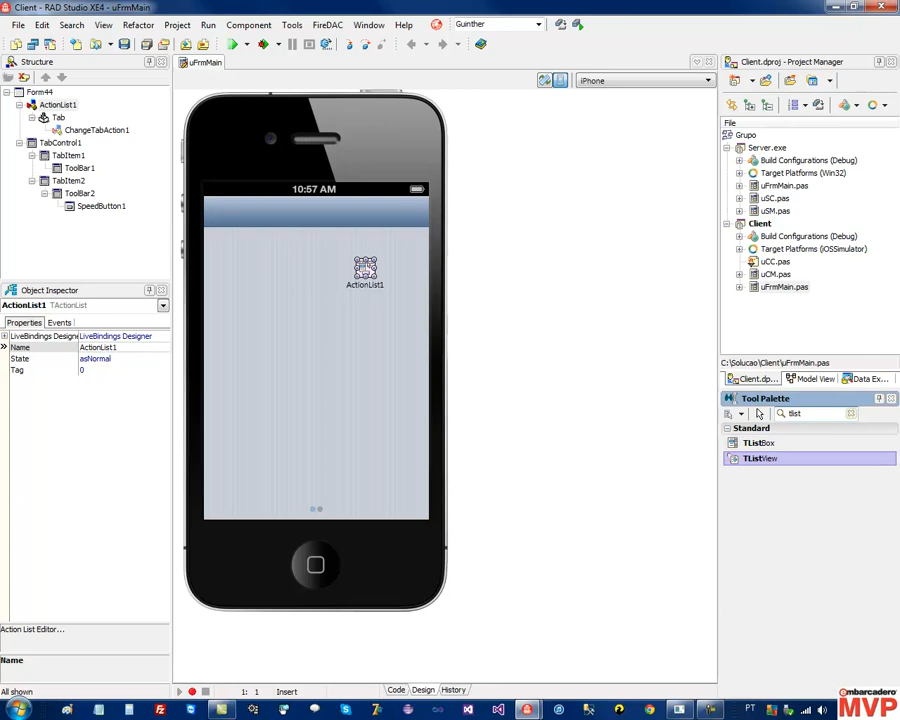 Client - RAD Studio XE4 - uFrmMain
File Edit Search View Refactor Project Run Component Tools FireDAC Window Help Guinther
Structure
Form44
ActionList1
Tab
ChangeTabAction1
TabControl1
TabItem1
ToolBar1
TabItem2
ToolBar2
SpeedButton1
Object Inspector
ActionList1 TActionList
Properties Events
LiveBindings Designer LiveBindings Designer
Name ActionList1
State asNormal
Tag 0
Action List Editor...
Name
All shown
uFrmMain
iPhone
10:57 AM
ActionList1
1: 1 Insert
Code Design History
Client.dproj - Project Manager
File
Grupo
Server.exe
Build Configurations (Debug)
Target Platforms (Win32)
uFrmMain.pas
uSC.pas
uSM.pas
Client
Build Configurations (Debug)
Target Platforms (iOSSimulator)
uCC.pas
uCM.pas
uFrmMain.pas
C:\Solucao\Client\uFrmMain.pas
Client.dp... Model View Data Ex...
Tool Palette
tlist
Standard
TListBox
TListView
PT
embarcadero
MVP